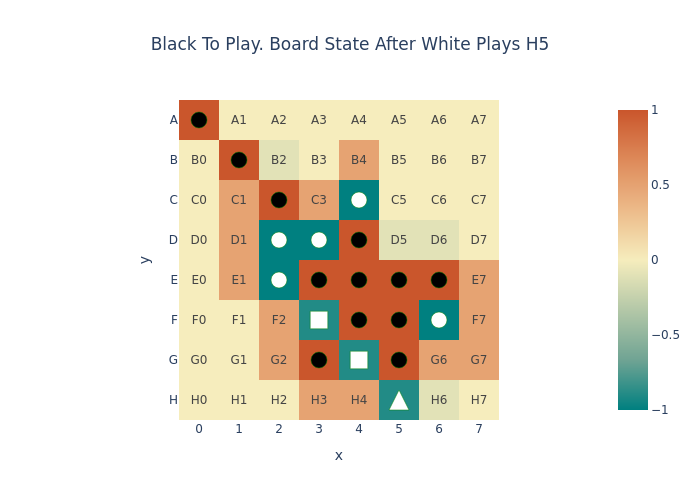 Black To Play. Board State After White Plays H5
A A1 A2 A3 A4 A5 A6 A7
B B0 B2 B3 B4 B5 B6 B7
C C0 C1 C3 C5 C6 C7
D D0 D1 D5 D6 D7
E E0 E1 E7
F F0 F1 F2 F7
G G0 G1 G2 G6 G7
H H0 H1 H2 H3 H4 H6 H7
0 1 2 3 4 5 6 7
x
y
1
0.5
0
−0.5
−1